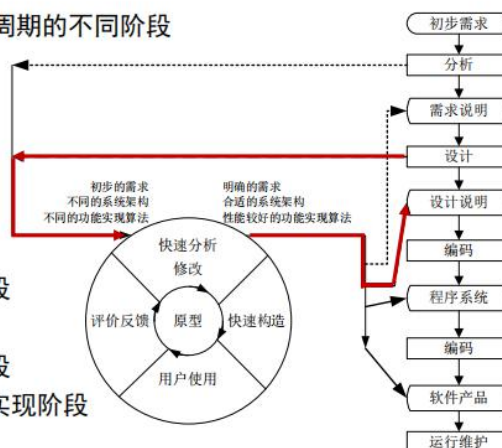 周期的不同阶段
初步需求
分析
需求说明
设计
初步的需求
不同的系统架构
不同的功能实现算法
明确的需求
合适的系统架构
性能较好的功能实现算法
设计说明
快速分析
修改
编码
段
评价反馈
原型
快速构造
程序系统
编码
用户使用
段
实现阶段
软件产品
运行维护